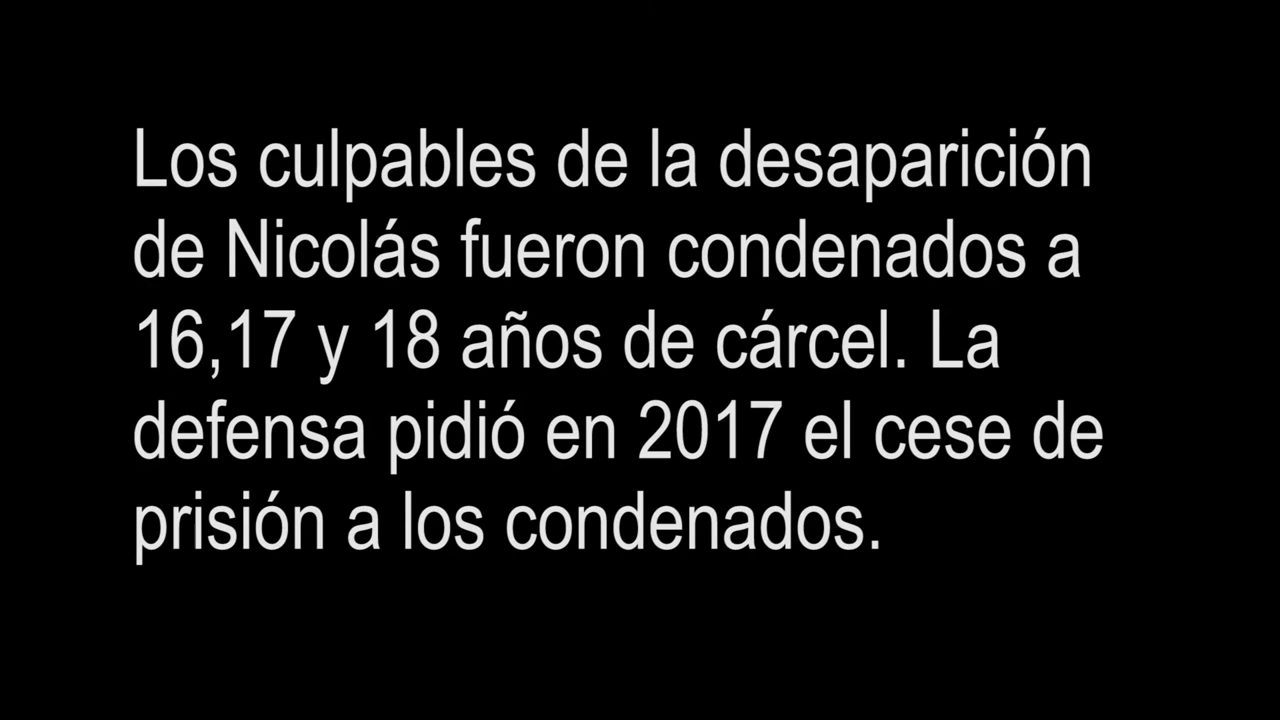 Los culpables de la desaparición
de Nicolás fueron condenados a
16,17 y 18 años de cárcel. La
defensa pidió en 2017 el cese de
prisión a los condenados.